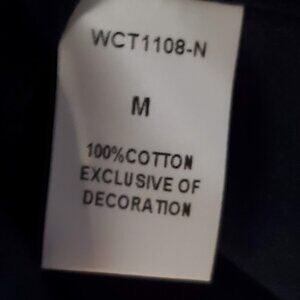 WCT1108-N
M
100%COTTON
EXCLUSIVE OF
DECORATION